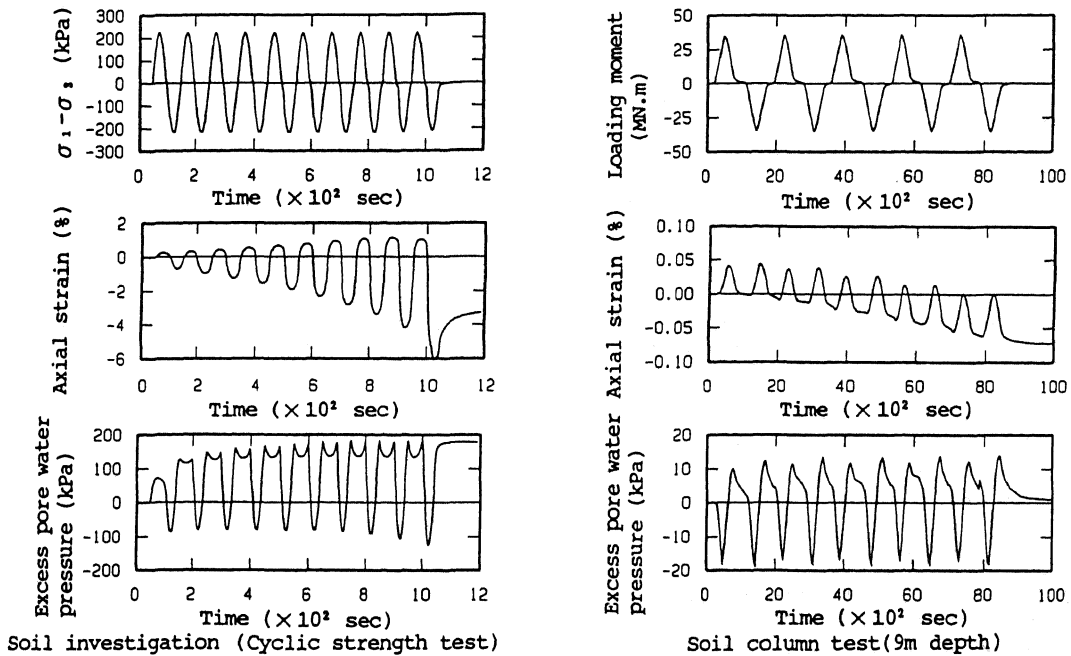 σ₁-σ₃ (kPa)
300
200
100
0
-100
-200
-300
0 2 4 6 8 10 12
Time (×10² sec)
Axial strain (%)
2
0
-2
-4
-6
0 2 4 6 8 10 12
Time (×10² sec)
Excess pore water
pressure (kPa)
200
100
0
-100
-200
0 2 4 6 8 10 12
Time (×10² sec)
Soil investigation (Cyclic strength test)
Loading moment
(MN.m)
50
25
0
-25
-50
0 20 40 60 80 100
Time (×10² sec)
Axial strain (%)
0.10
0.05
0.00
-0.05
-0.10
0 20 40 60 80 100
Time (×10² sec)
Excess pore water
pressure (kPa)
20
10
0
-10
-20
0 20 40 60 80 100
Time (×10² sec)
Soil column test(9m depth)